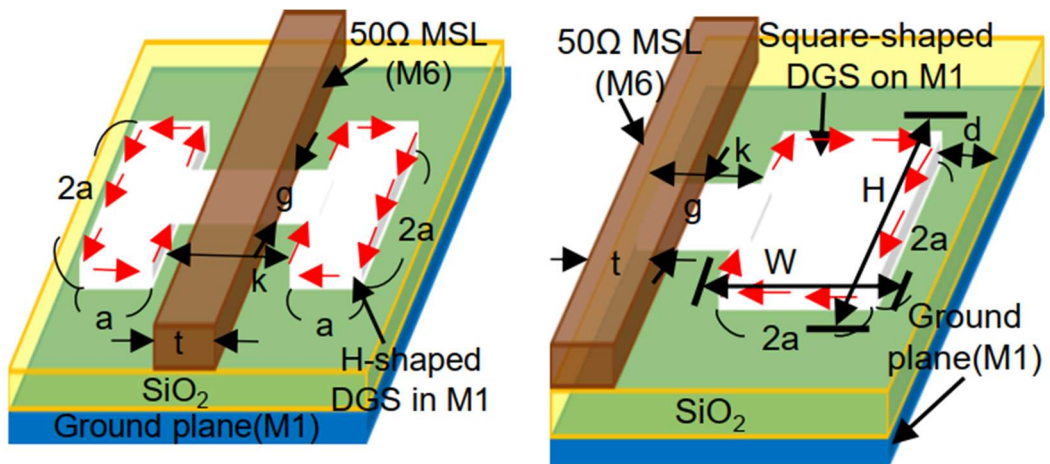 50Ω MSL
(M6)
2a
g
2a
k
a
a
t
H-shaped
DGS in M1
SiO₂
Ground plane(M1)
50Ω MSL
(M6)
Square-shaped
DGS on M1
d
k
H
g
2a
t
W
2a
Ground
plane(M1)
SiO₂